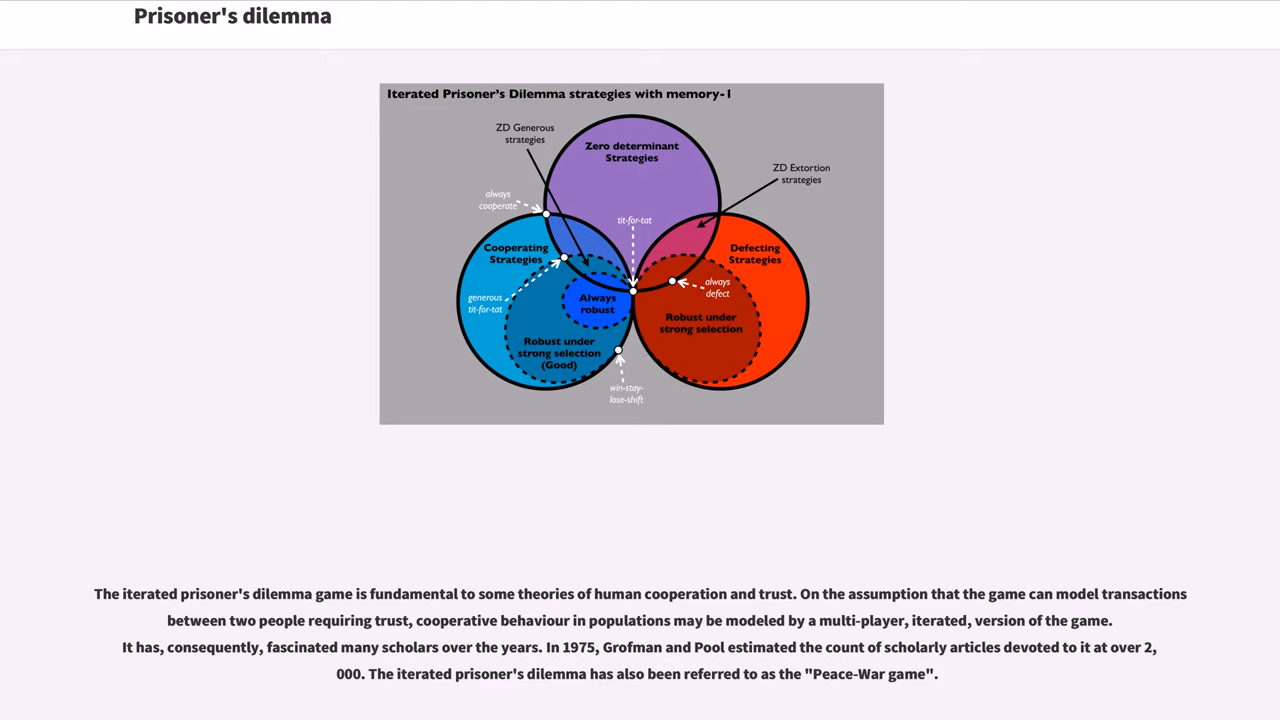 Prisoner's dilemma
Iterated Prisoner's Dilemma strategies with memory-1
ZD Generous
strategies
Zero determinant
Strategies
ZD Extortion
strategies
always
cooperate
tit-for-tat
Cooperating
Strategies
Defecting
Strategies
generous
tit-for-tat
Always
robust
always
defect
Robust under
strong selection
Robust under
strong selection
(Good)
win-stay-
lose-shift
The iterated prisoner's dilemma game is fundamental to some theories of human cooperation and trust. On the assumption that the game can model transactions
between two people requiring trust, cooperative behaviour in populations may be modeled by a multi-player, iterated, version of the game.
It has, consequently, fascinated many scholars over the years. In 1975, Grofman and Pool estimated the count of scholarly articles devoted to it at over 2,
000. The iterated prisoner's dilemma has also been referred to as the "Peace-War game".